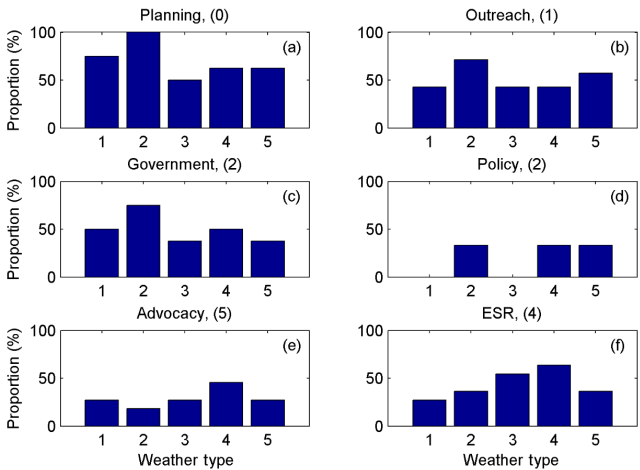 Planning, (0)
Proportion (%)
100
50
0
(a)
1 2 3 4 5
Outreach, (1)
100
50
0
(b)
1 2 3 4 5
Government, (2)
Proportion (%)
100
50
0
(c)
1 2 3 4 5
Policy, (2)
100
50
0
(d)
1 2 3 4 5
Advocacy, (5)
Proportion (%)
100
50
0
(e)
1 2 3 4 5
Weather type
ESR, (4)
100
50
0
(f)
1 2 3 4 5
Weather type